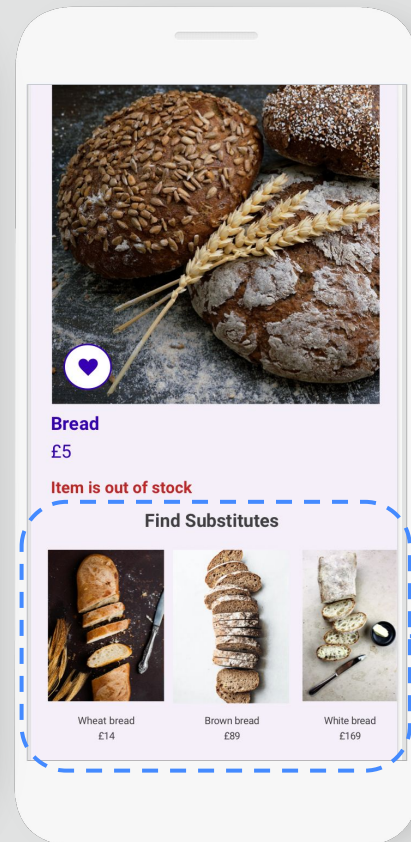 Bread
£5
Item is out of stock
Find Substitutes
Wheat bread
Brown bread
White bread
£14
£89
£169